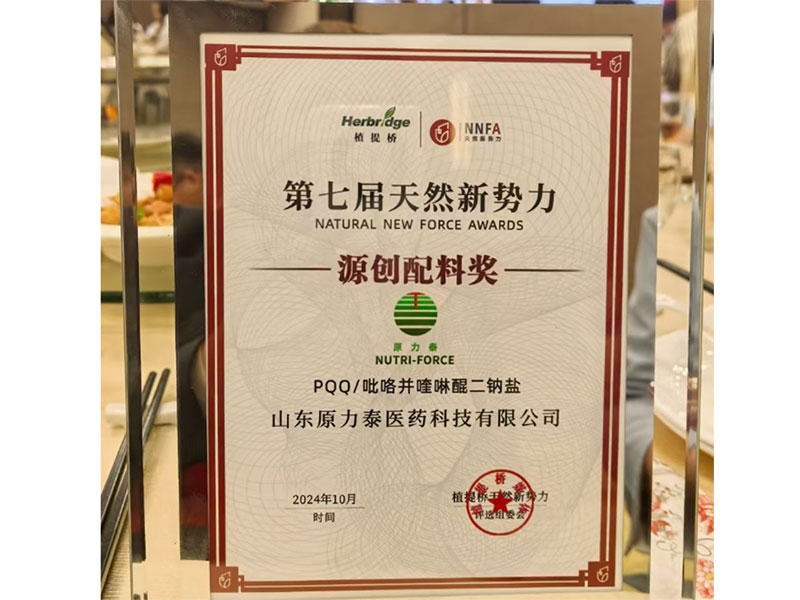 Herbridge
植提桥
INNFA
天然新势力
第七届天然新势力
NATURAL NEW FORCE AWARDS
源创配料奖
原力泰
NUTRI-FORCE
PQQ/吡咯并喹啉醌二钠盐
山东原力泰医药科技有限公司
2024年10月
时间
植提桥天然新势力
评选组委会